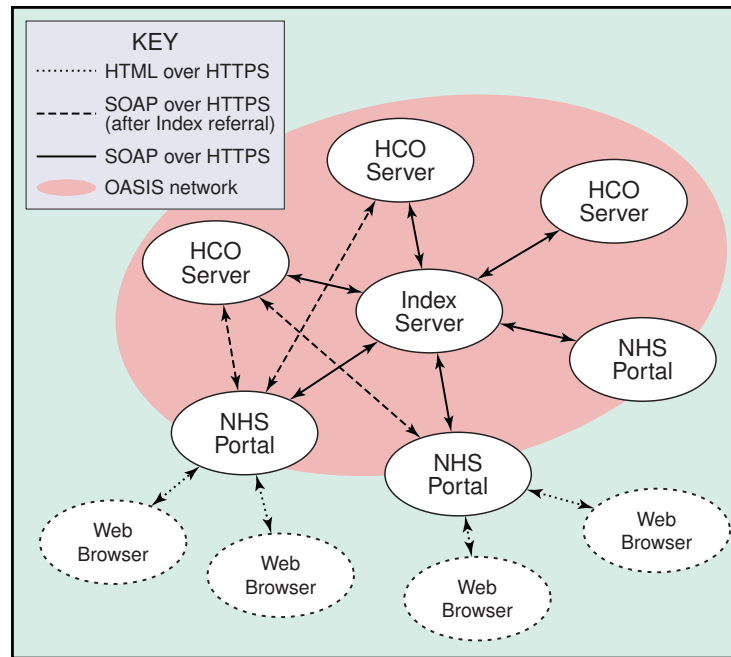 KEY
HTML over HTTPS
SOAP over HTTPS
(after Index referral)
SOAP over HTTPS
OASIS network
HCO
Server
HCO
Server
HCO
Server
Index
Server
NHS
Portal
NHS
Portal
NHS
Portal
Web
Browser
Web
Browser
Web
Browser
Web
Browser